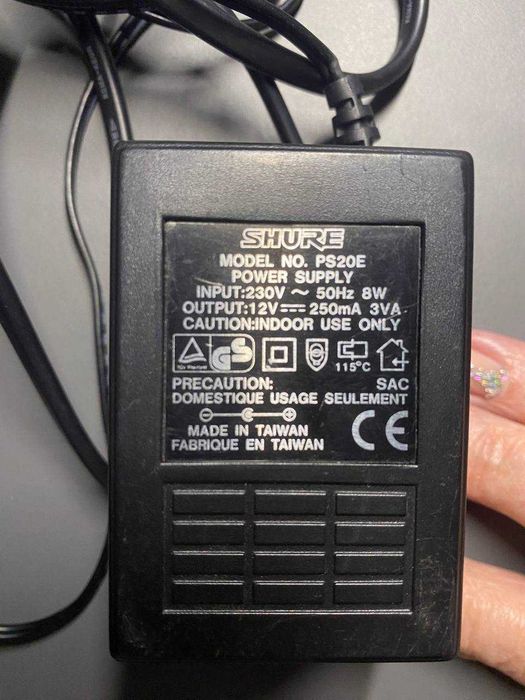 SHURE
MODEL NO. PS20E
POWER SUPPLY
INPUT:230V ~ 50Hz 8W
OUTPUT:12V⎓ 250mA 3VA
CAUTION:INDOOR USE ONLY
GS
115°C
PRECAUTION: SAC
DOMESTIQUE USAGE SEULEMENT
MADE IN TAIWAN
FABRIQUE EN TAIWAN
CE